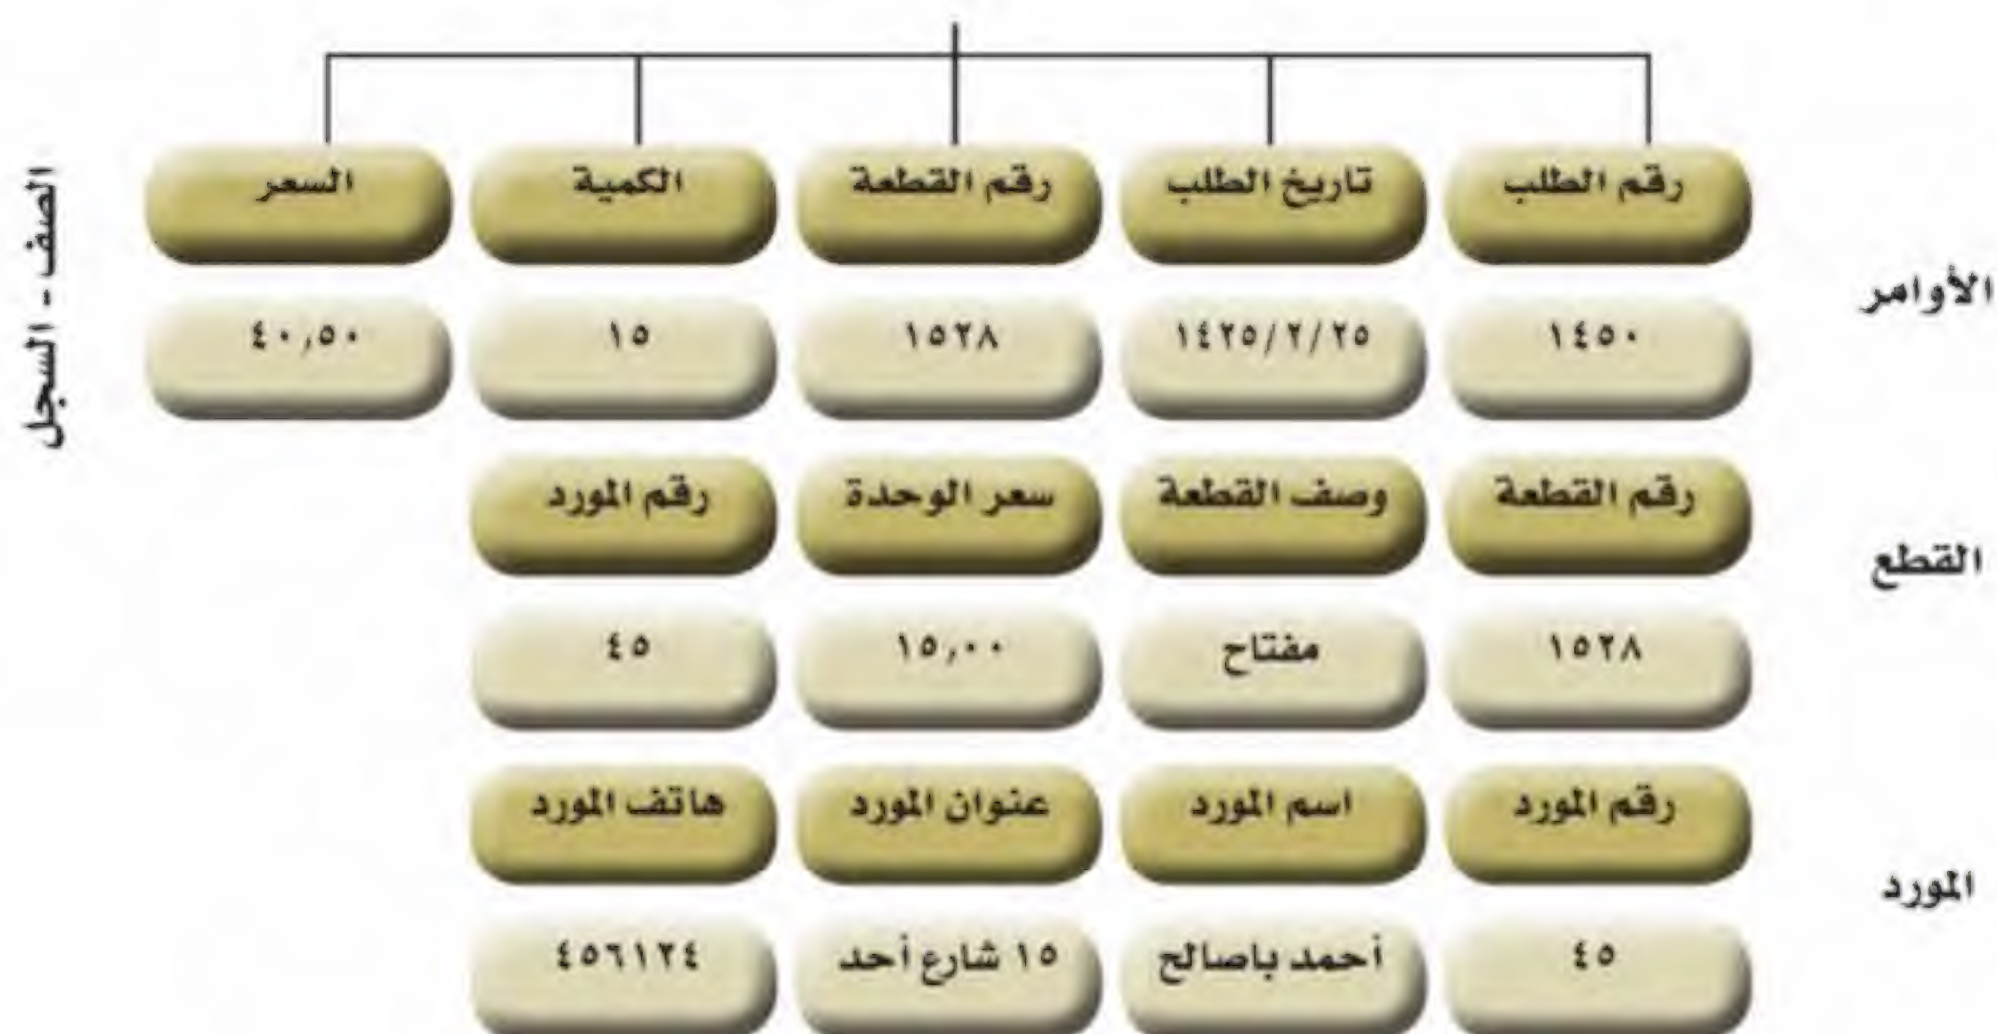 رقم الطلب تاريخ الطلب رقم القطعة الكمية السعر
الأوامر
١٤٥٠ ١٤٢٥/٢/٢٥ ١٥٢٨ ١٥ ٤٠,٥٠
رقم القطعة وصف القطعة سعر الوحدة رقم المورد
القطع
١٥٢٨ مفتاح ١٥,٠٠ ٤٥
رقم المورد اسم المورد عنوان المورد هاتف المورد
المورد
٤٥ أحمد باصالح ١٥ شارع أحد ٤٥٦١٢٤
الصف - السجل